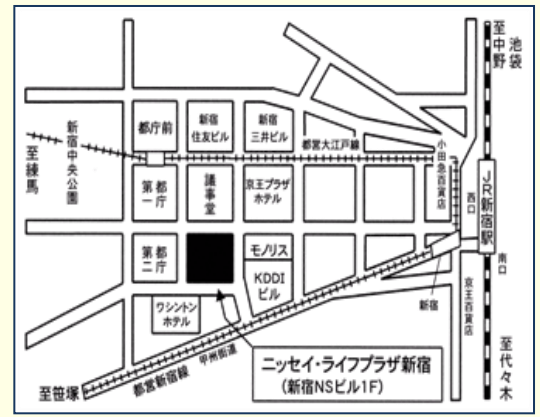 至中野
池袋
新宿中央公園
至練馬
都庁前
新宿
住友ビル
新宿
三井ビル
都営大江戸線
小田急百貨店
西口
JR新宿駅
第一
都庁
議事堂
京王プラザ
ホテル
第二
都庁
モノリス
KDDI
ビル
南口
新宿
京王百貨店
ワシントン
ホテル
甲州街道
都営新宿線
至笹塚
至代々木
ニッセイ・ライフプラザ新宿
(新宿NSビル1F)